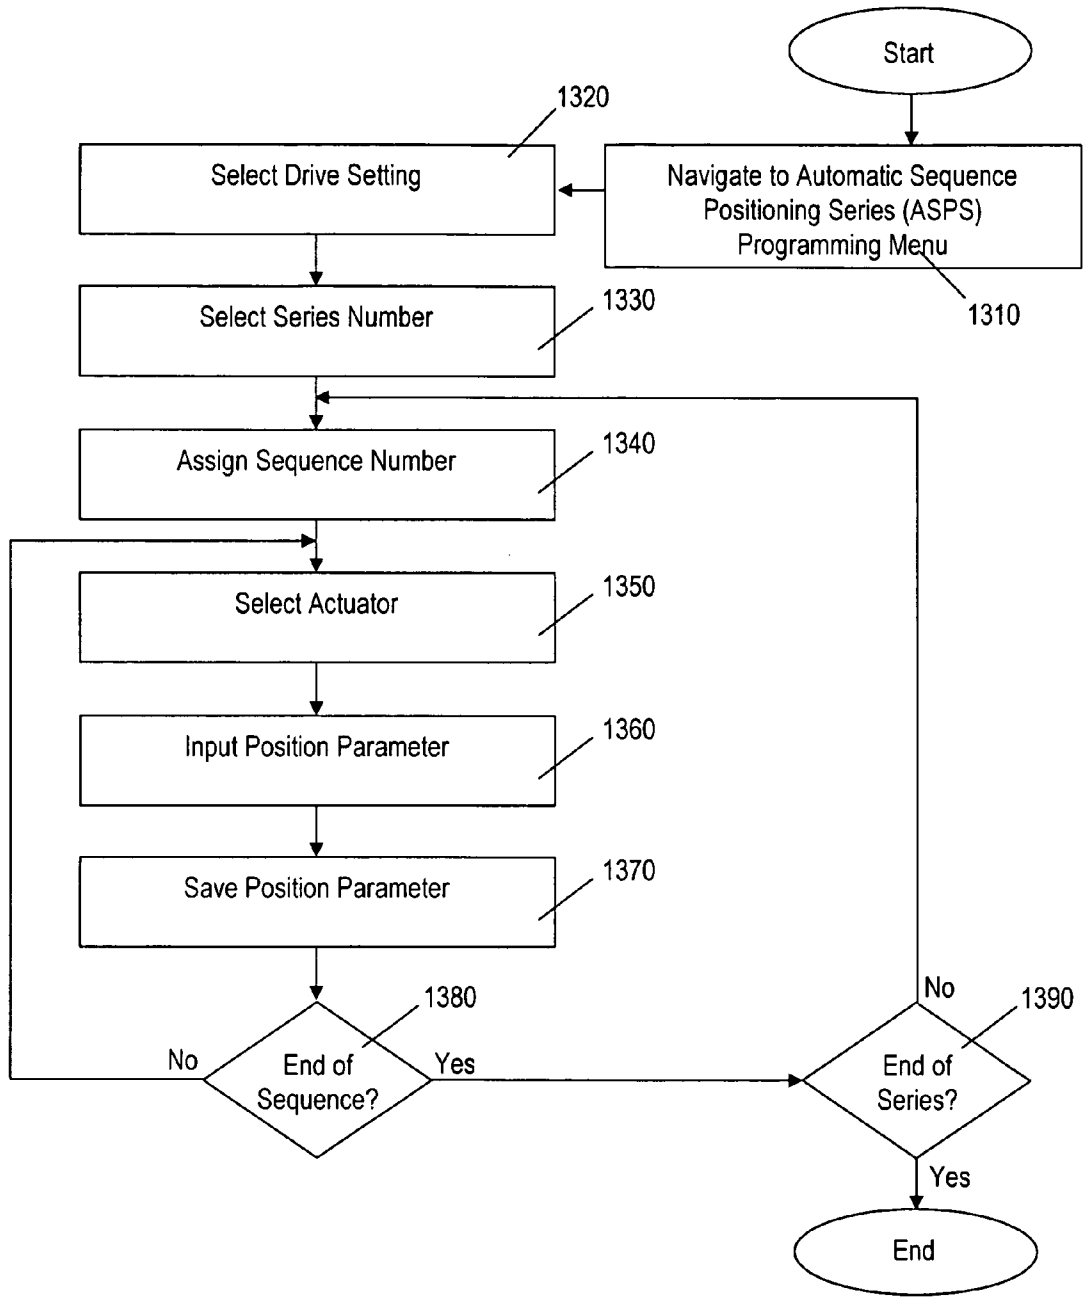 Start
1320
Select Drive Setting
Navigate to Automatic Sequence
Positioning Series (ASPS)
Programming Menu
1310
1330
Select Series Number
1340
Assign Sequence Number
1350
Select Actuator
1360
Input Position Parameter
1370
Save Position Parameter
1380
No
End of
Sequence?
Yes
No
1390
End of
Series?
Yes
End